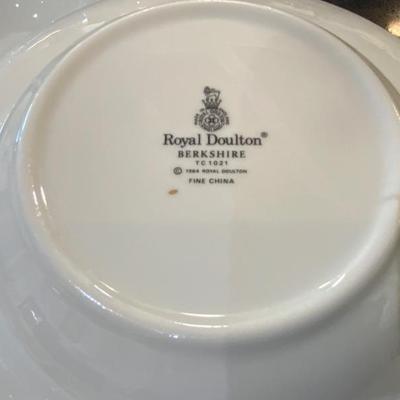 Royal Doulton®
BERKSHIRE
TC 1021
© 1984 ROYAL DOULTON
FINE CHINA